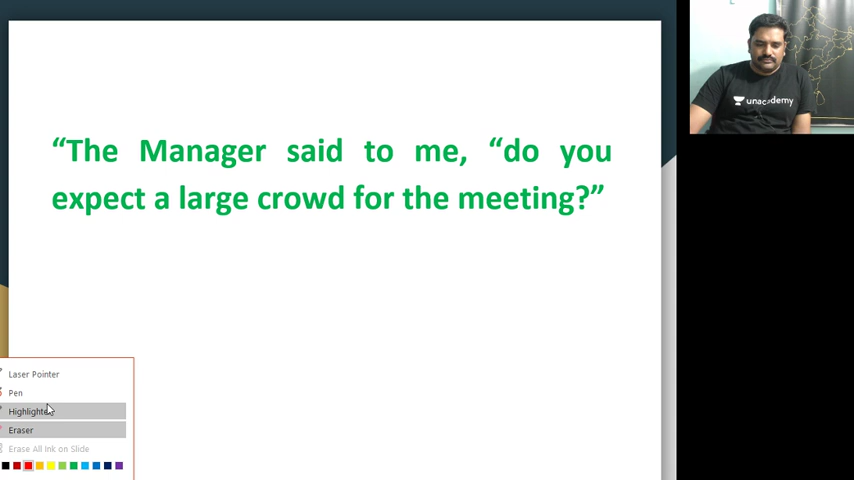 “The Manager said to me, “do you
expect a large crowd for the meeting?”
unacademy
Laser Pointer
Pen
Highlighter
Eraser
Erase All Ink on Slide